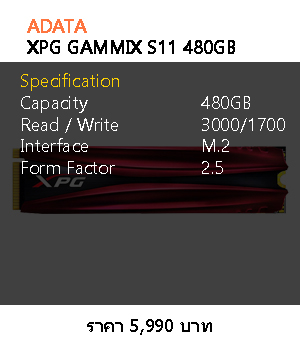 ADATA
XPG GAMMIX S11 480GB
Specification
Capacity 480GB
Read / Write 3000/1700
Interface M.2
Form Factor 2.5
XPG
ราคา 5,990 บาท